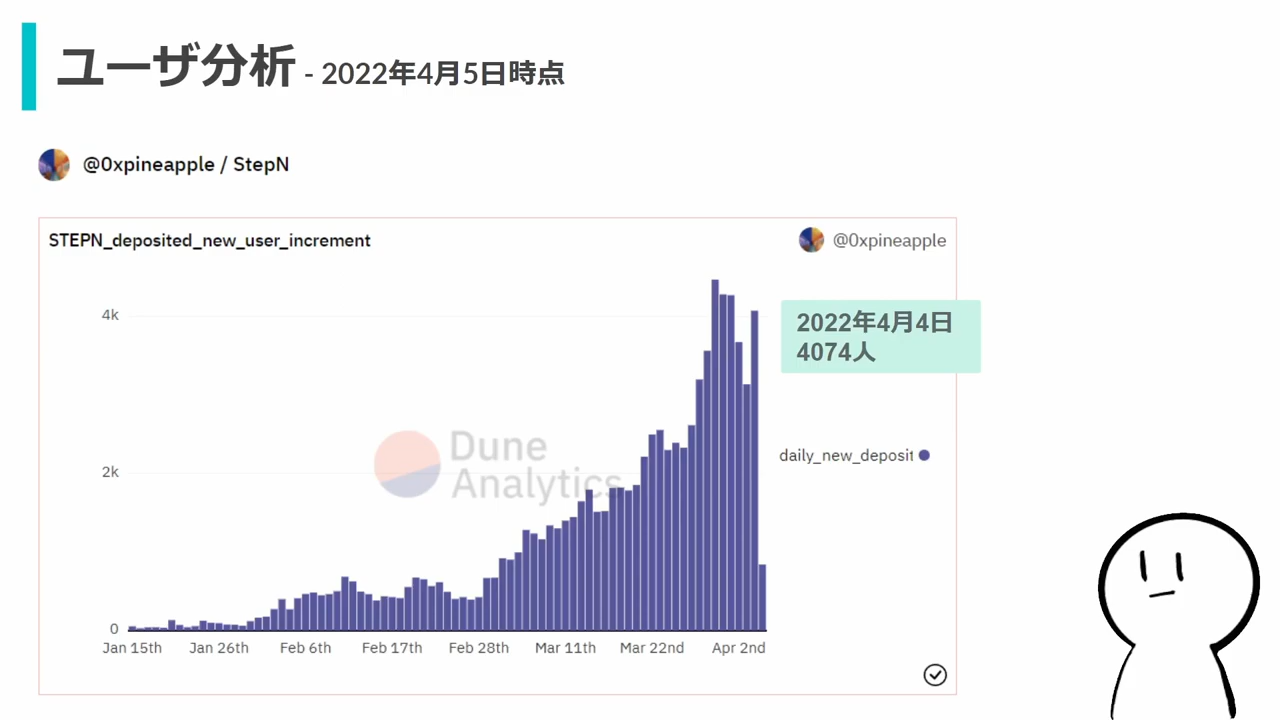 ユーザ分析 - 2022年4月5日時点
@0xpineapple / StepN
STEPN_deposited_new_user_increment
@0xpineapple
4k
2022年4月4日
4074人
Dune
Analytics
daily_new_deposit
2k
0
Jan 15th Jan 26th Feb 6th Feb 17th Feb 28th Mar 11th Mar 22nd Apr 2nd